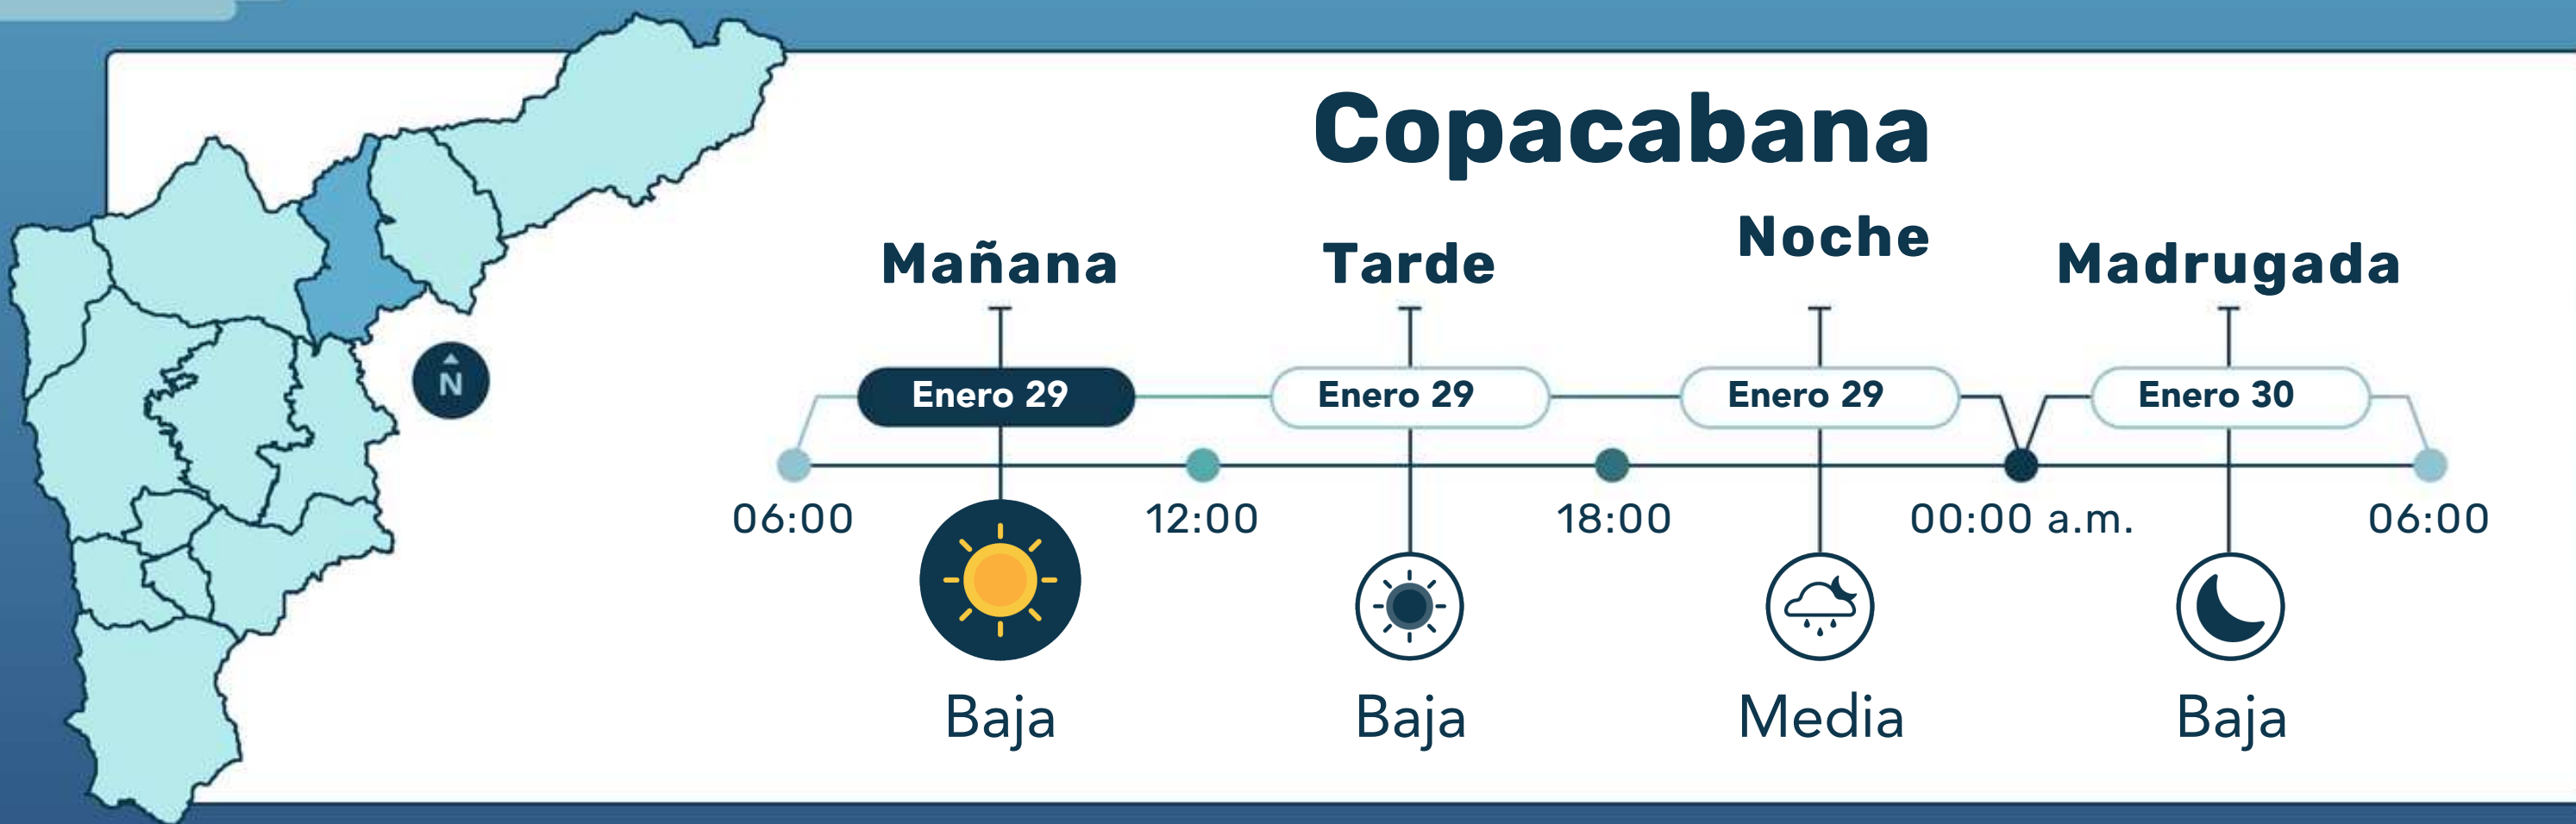 Copacabana
Mañana Tarde Noche Madrugada
Enero 29 Enero 29 Enero 29 Enero 30
N
06:00 12:00 18:00 00:00 a.m. 06:00
Baja Baja Media Baja